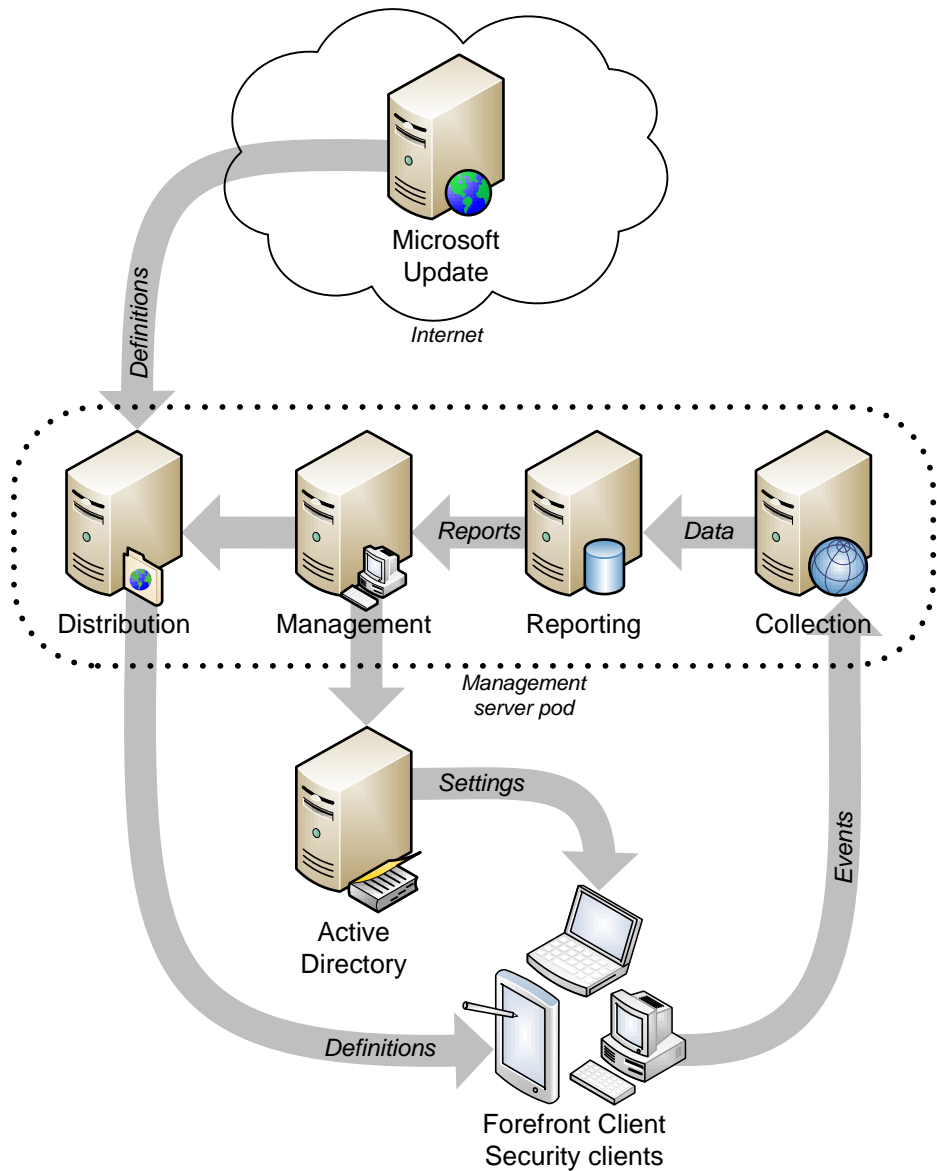 Microsoft
Update
Internet
Definitions
Reports
Data
Distribution
Management
Reporting
Collection
Management
server pod
Settings
Events
Active
Directory
Definitions
Forefront Client
Security clients